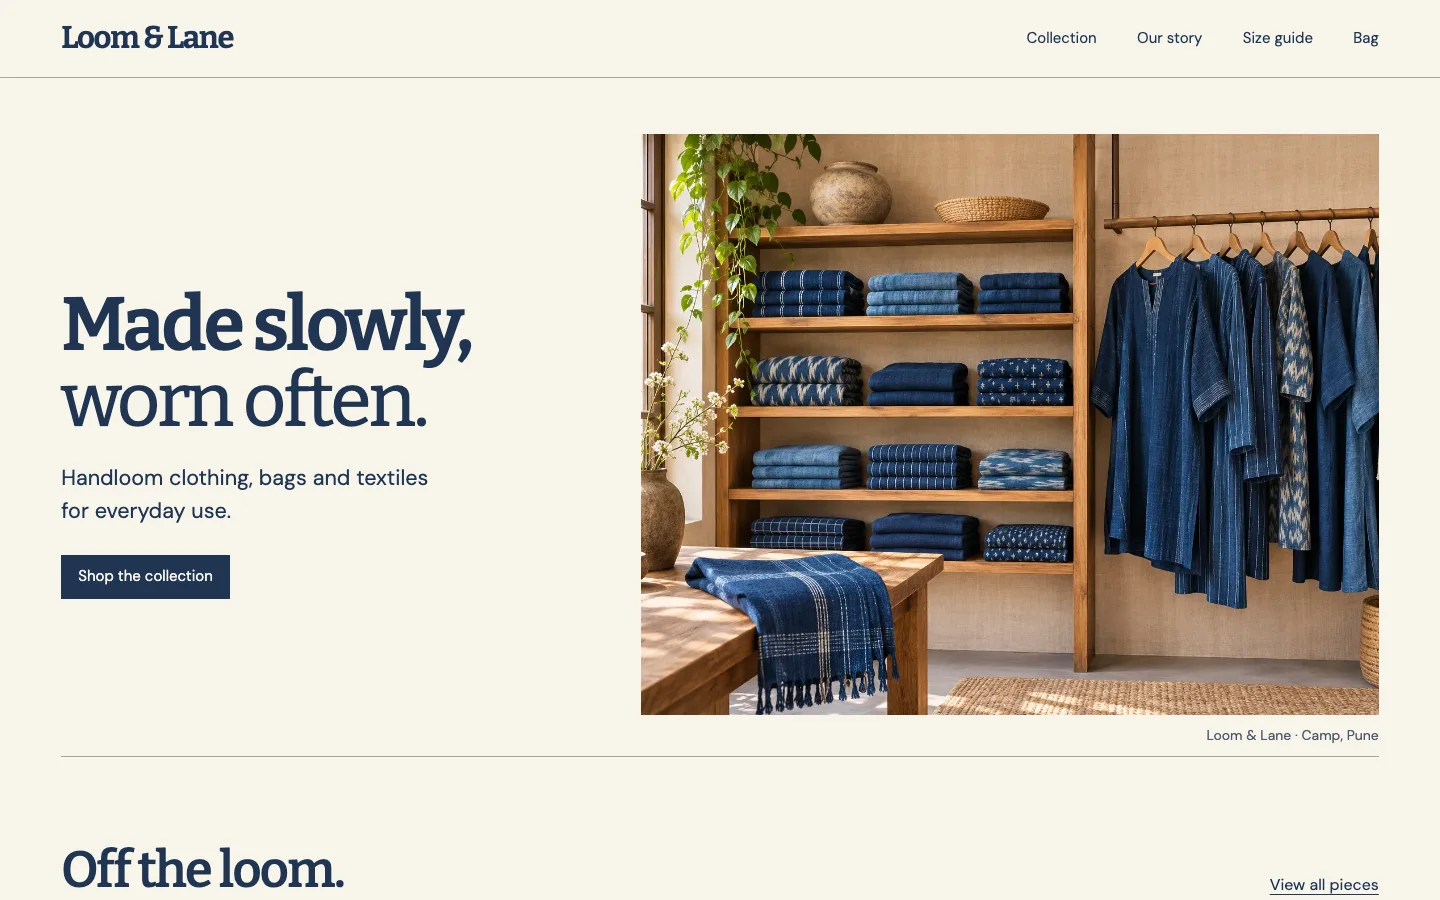 Loom & Lane
Collection
Our story
Size guide
Bag
Made slowly,
worn often.
Handloom clothing, bags and textiles
for everyday use.
Shop the collection
Loom & Lane · Camp, Pune
Off the loom.
View all pieces